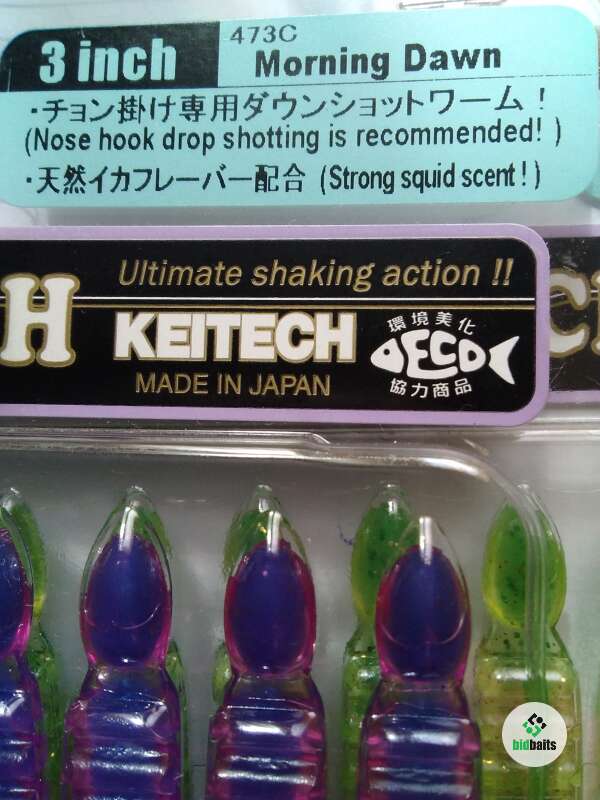 3 inch
473C
Morning Dawn
・チョン掛け専用ダウンショットワーム！
(Nose hook drop shotting is recommended! )
・天然イカフレーバー配合 (Strong squid scent! )
Ultimate shaking action !!
H KEITECH
環境美化
ECO
協力商品
MADE IN JAPAN
bidbaits